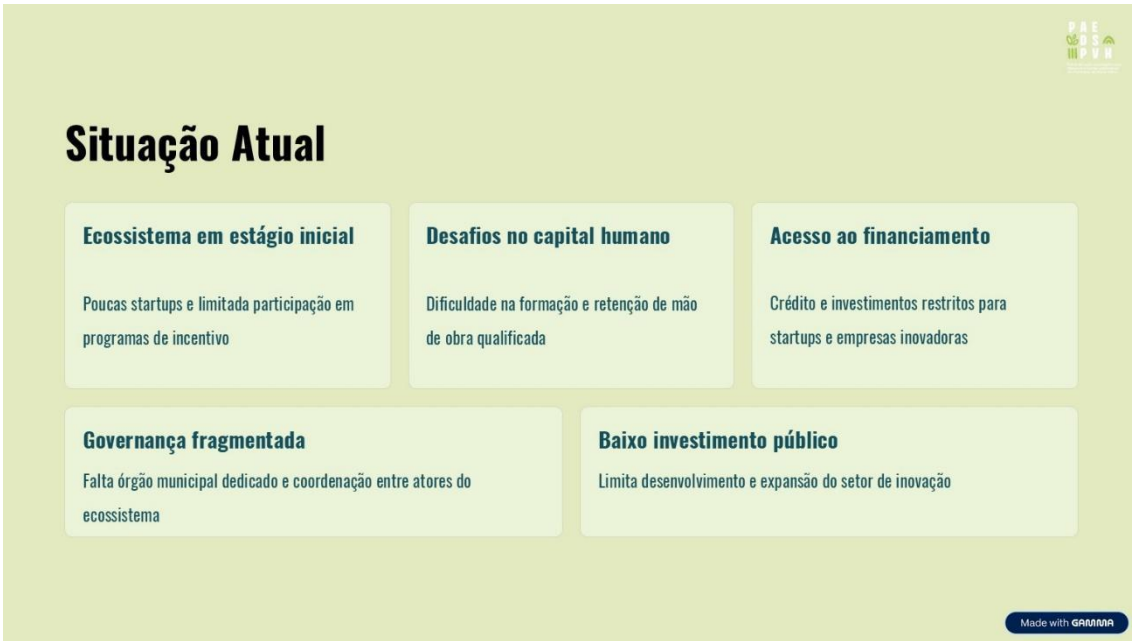 PAE
DS
PVH
Situação Atual
Ecossistema em estágio inicial
Poucas startups e limitada participação em
programas de incentivo
Desafios no capital humano
Dificuldade na formação e retenção de mão
de obra qualificada
Acesso ao financiamento
Crédito e investimentos restritos para
startups e empresas inovadoras
Governança fragmentada
Falta órgão municipal dedicado e coordenação entre atores do
ecossistema
Baixo investimento público
Limita desenvolvimento e expansão do setor de inovação
Made with GAMMA